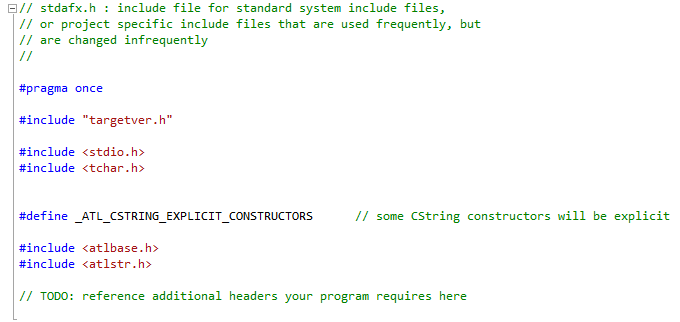 // stdafx.h : include file for standard system include files,
// or project specific include files that are used frequently, but
// are changed infrequently
//
#pragma once
#include "targetver.h"
#include <stdio.h>
#include <tchar.h>
#define _ATL_CSTRING_EXPLICIT_CONSTRUCTORS      // some CString constructors will be explicit
#include <atlbase.h>
#include <atlstr.h>
// TODO: reference additional headers your program requires here